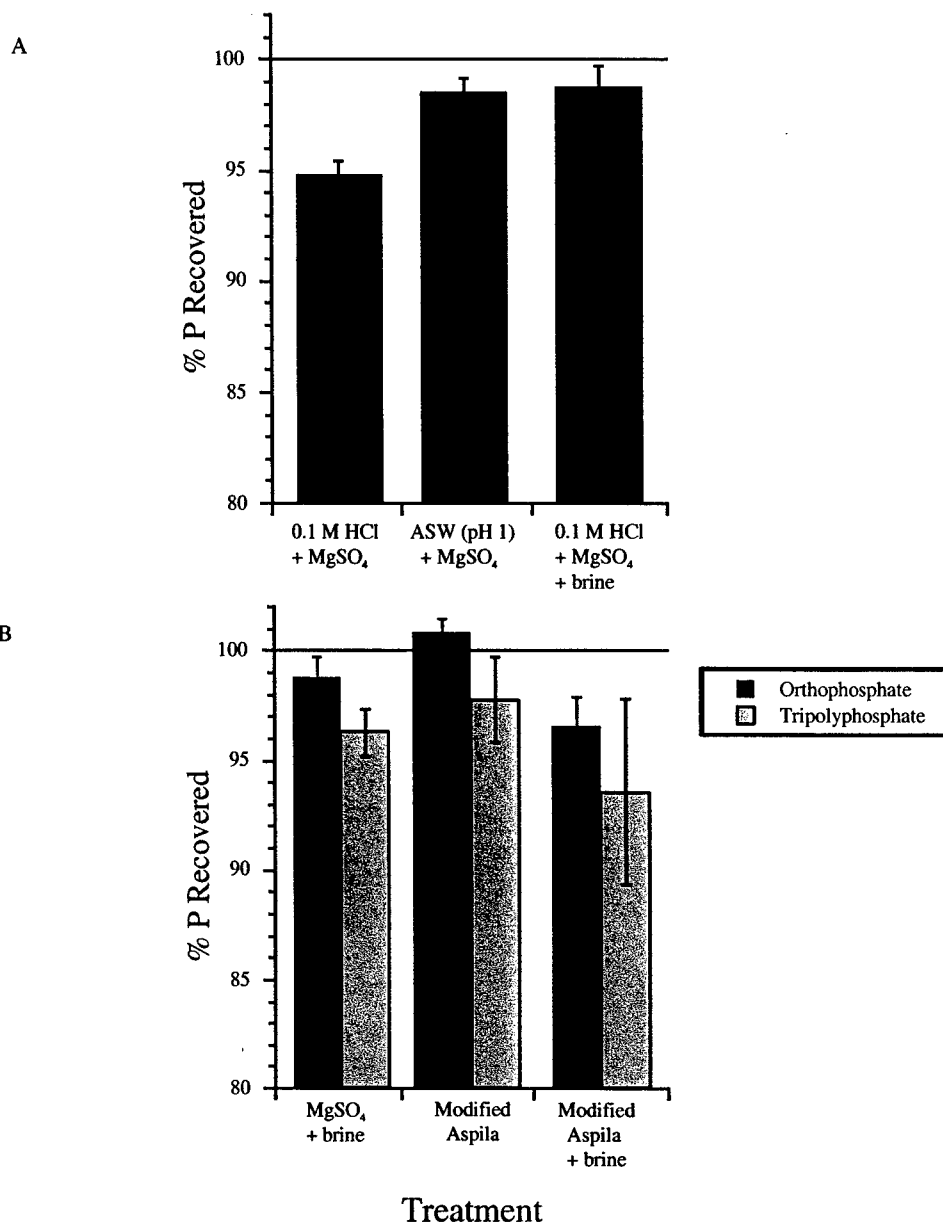 A
100
95
90
85
80
% P Recovered
0.1 M HCl
+ MgSO₄
ASW (pH 1)
+ MgSO₄
0.1 M HCl
+ MgSO₄
+ brine
B
100
95
90
85
80
% P Recovered
Orthophosphate
Tripolyphosphate
MgSO₄
+ brine
Modified
Aspila
Modified
Aspila
+ brine
Treatment